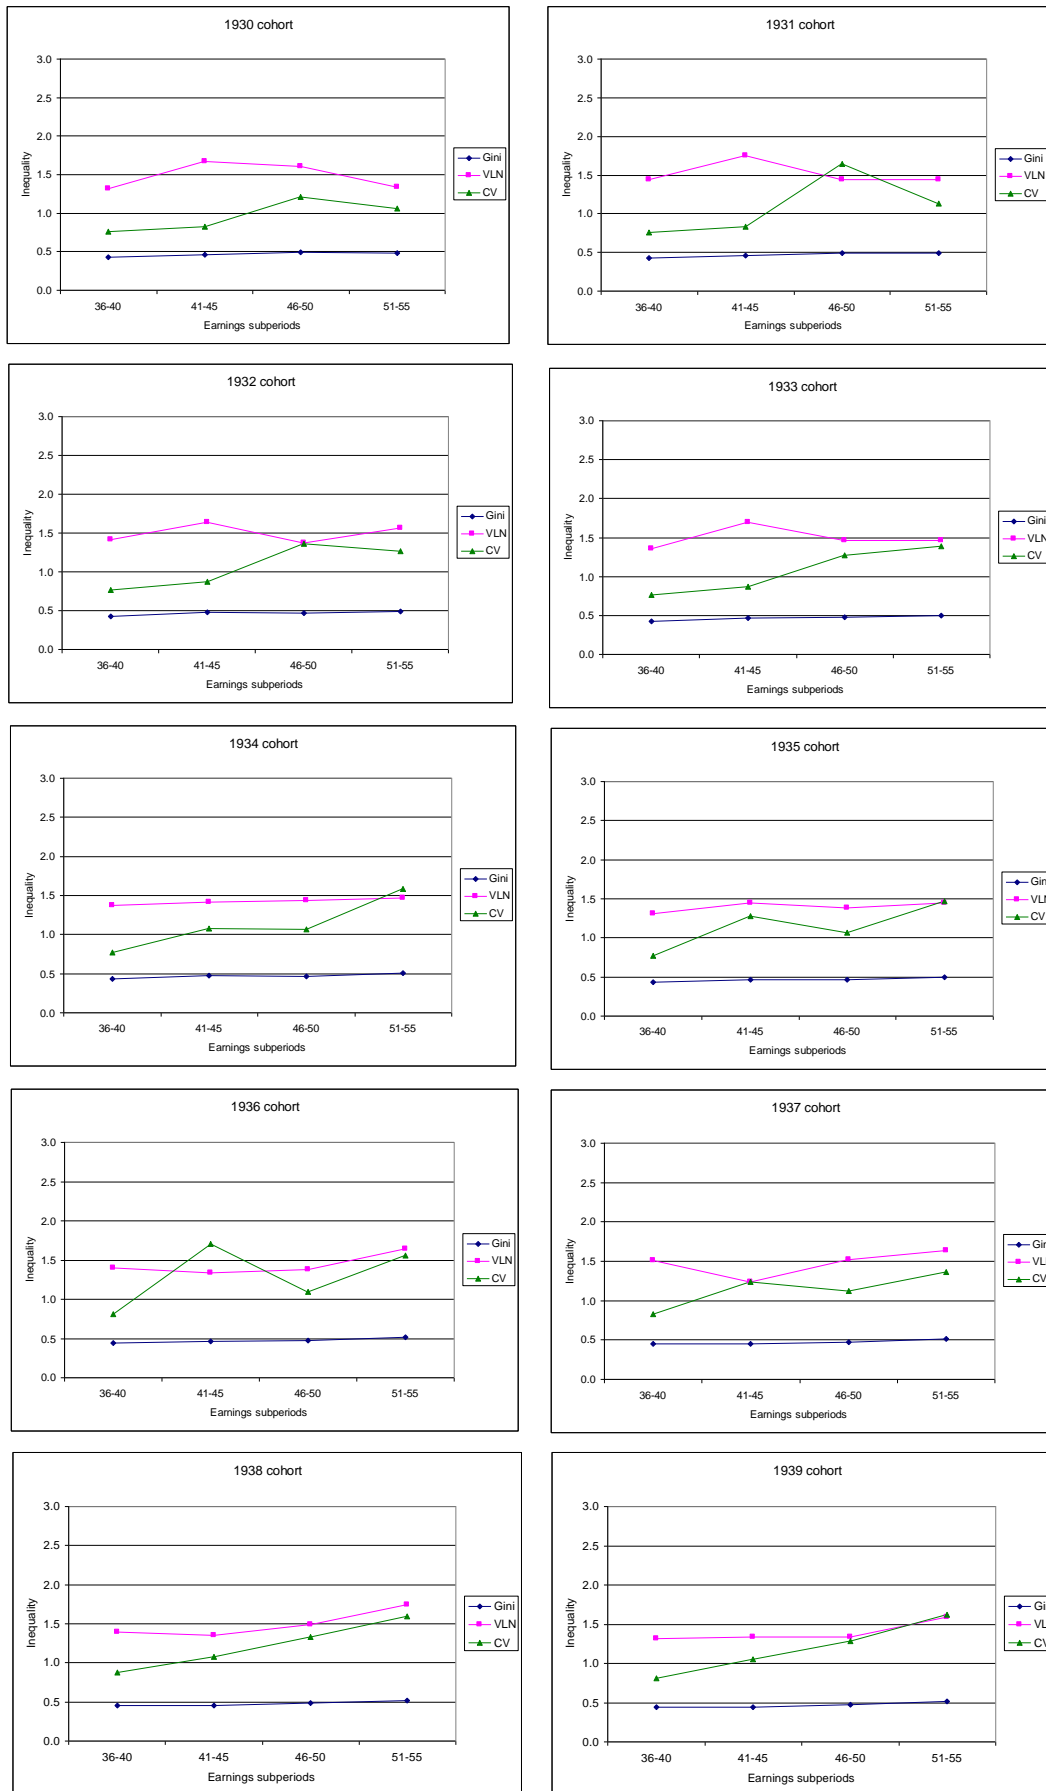 1930 cohort
3.0
2.5
2.0
1.5
1.0
0.5
0.0
Inequality
36-40 41-45 46-50 51-55
Earnings subperiods
Gini
VLN
CV
1931 cohort
3.0
2.5
2.0
1.5
1.0
0.5
0.0
Inequality
36-40 41-45 46-50 51-55
Earnings subperiods
Gini
VLN
CV
1932 cohort
3.0
2.5
2.0
1.5
1.0
0.5
0.0
Inequality
36-40 41-45 46-50 51-55
Earnings subperiods
Gini
VLN
CV
1933 cohort
3.0
2.5
2.0
1.5
1.0
0.5
0.0
Inequality
36-40 41-45 46-50 51-55
Earnings subperiods
Gini
VLN
CV
1934 cohort
3.0
2.5
2.0
1.5
1.0
0.5
0.0
Inequality
36-40 41-45 46-50 51-55
Earnings subperiods
Gini
VLN
CV
1935 cohort
3.0
2.5
2.0
1.5
1.0
0.5
0.0
Inequality
36-40 41-45 46-50 51-55
Earnings subperiods
Gini
VLN
CV
1936 cohort
3.0
2.5
2.0
1.5
1.0
0.5
0.0
Inequality
36-40 41-45 46-50 51-55
Earnings subperiods
Gini
VLN
CV
1937 cohort
3.0
2.5
2.0
1.5
1.0
0.5
0.0
Inequality
36-40 41-45 46-50 51-55
Earnings subperiods
Gini
VLN
CV
1938 cohort
3.0
2.5
2.0
1.5
1.0
0.5
0.0
Inequality
36-40 41-45 46-50 51-55
Earnings subperiods
Gini
VLN
CV
1939 cohort
3.0
2.5
2.0
1.5
1.0
0.5
0.0
Inequality
36-40 41-45 46-50 51-55
Earnings subperiods
Gini
VLN
CV